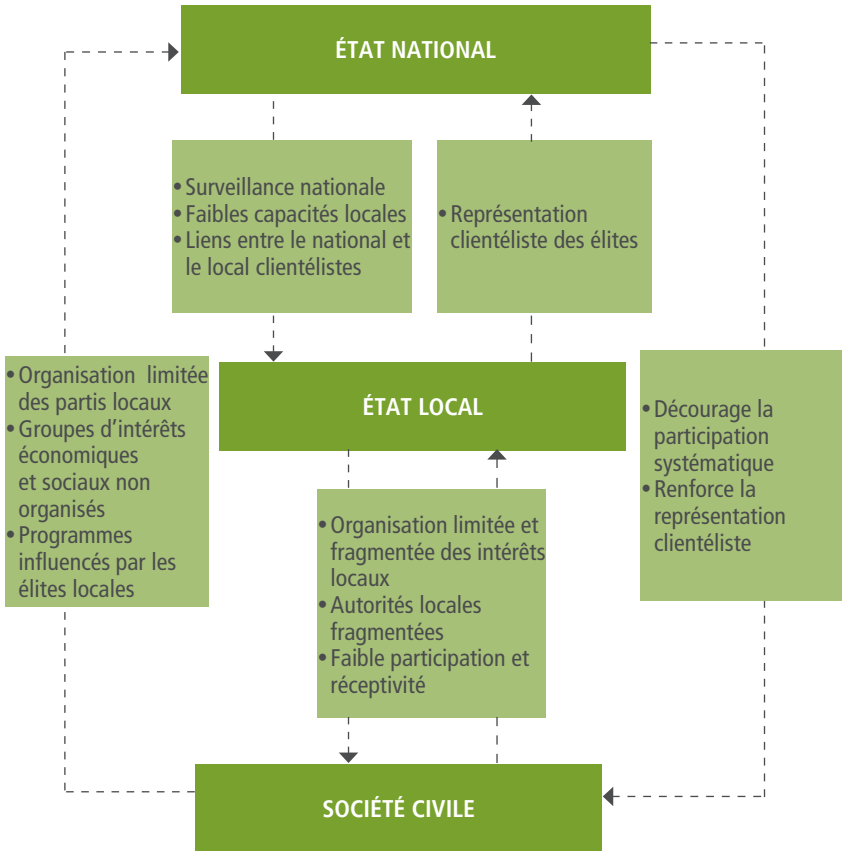 ÉTAT NATIONAL
• Surveillance nationale
• Faibles capacités locales
• Liens entre le national et
le local clientélistes
• Représentation
clientéliste des élites
• Organisation limitée
des partis locaux
• Groupes d'intérêts
économiques
et sociaux non
organisés
• Programmes
influencés par les
élites locales
ÉTAT LOCAL
• Décourage la
participation
systématique
• Renforce la
représentation
clientéliste
• Organisation limitée et
fragmentée des intérêts
locaux
• Autorités locales
fragmentées
• Faible participation et
réceptivité
SOCIÉTÉ CIVILE